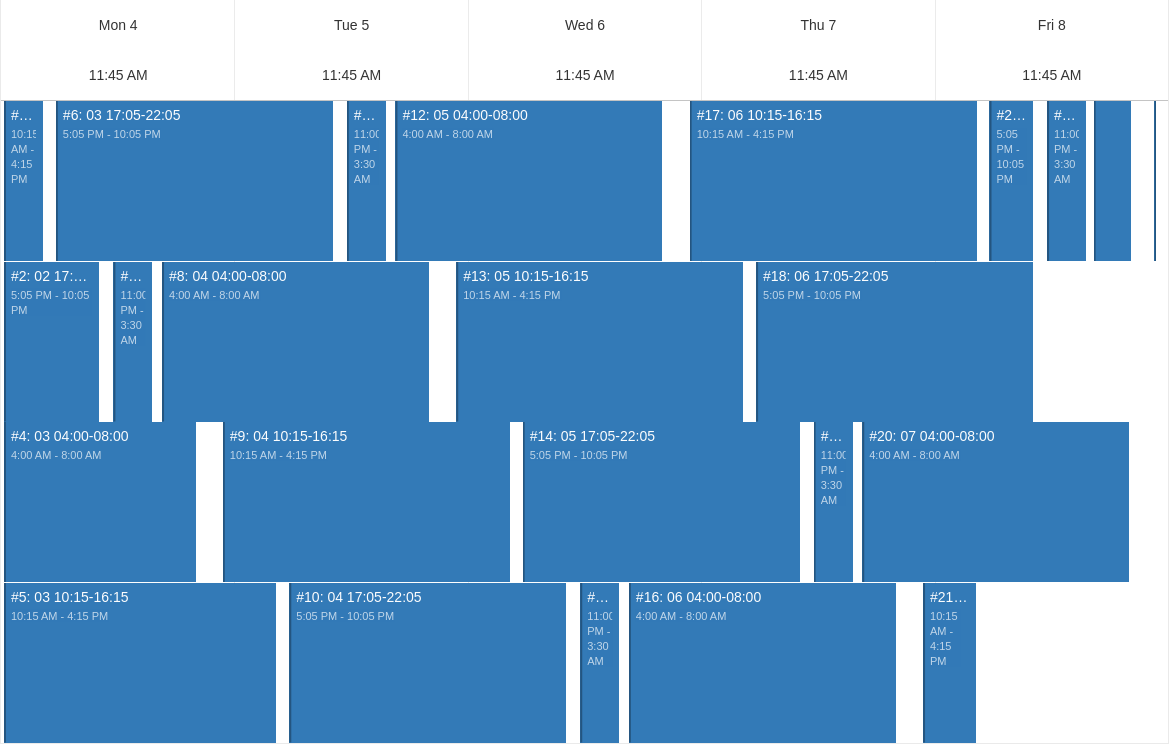 Mon 4
Tue 5
Wed 6
Thu 7
Fri 8
11:45 AM
11:45 AM
11:45 AM
11:45 AM
11:45 AM
#...
10:15
AM -
4:15
PM
#6: 03 17:05-22:05
5:05 PM - 10:05 PM
#...
11:00
PM -
3:30
AM
#12: 05 04:00-08:00
4:00 AM - 8:00 AM
#17: 06 10:15-16:15
10:15 AM - 4:15 PM
#2...
5:05
PM -
10:05
PM
#...
11:00
PM -
3:30
AM
#2: 02 17:...
5:05 PM - 10:05
PM
#...
11:00
PM -
3:30
AM
#8: 04 04:00-08:00
4:00 AM - 8:00 AM
#13: 05 10:15-16:15
10:15 AM - 4:15 PM
#18: 06 17:05-22:05
5:05 PM - 10:05 PM
#4: 03 04:00-08:00
4:00 AM - 8:00 AM
#9: 04 10:15-16:15
10:15 AM - 4:15 PM
#14: 05 17:05-22:05
5:05 PM - 10:05 PM
#...
11:00
PM -
3:30
AM
#20: 07 04:00-08:00
4:00 AM - 8:00 AM
#5: 03 10:15-16:15
10:15 AM - 4:15 PM
#10: 04 17:05-22:05
5:05 PM - 10:05 PM
#...
11:00
PM -
3:30
AM
#16: 06 04:00-08:00
4:00 AM - 8:00 AM
#21...
10:15
AM -
4:15
PM